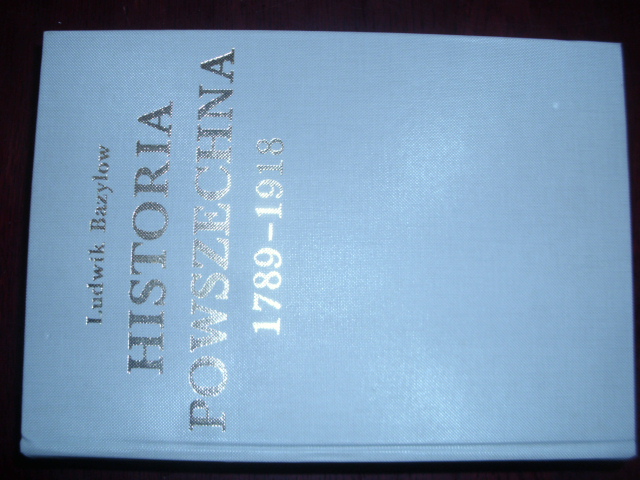 Ludwik Bazylow
HISTORIA
POWSZECHNA
1789-1918